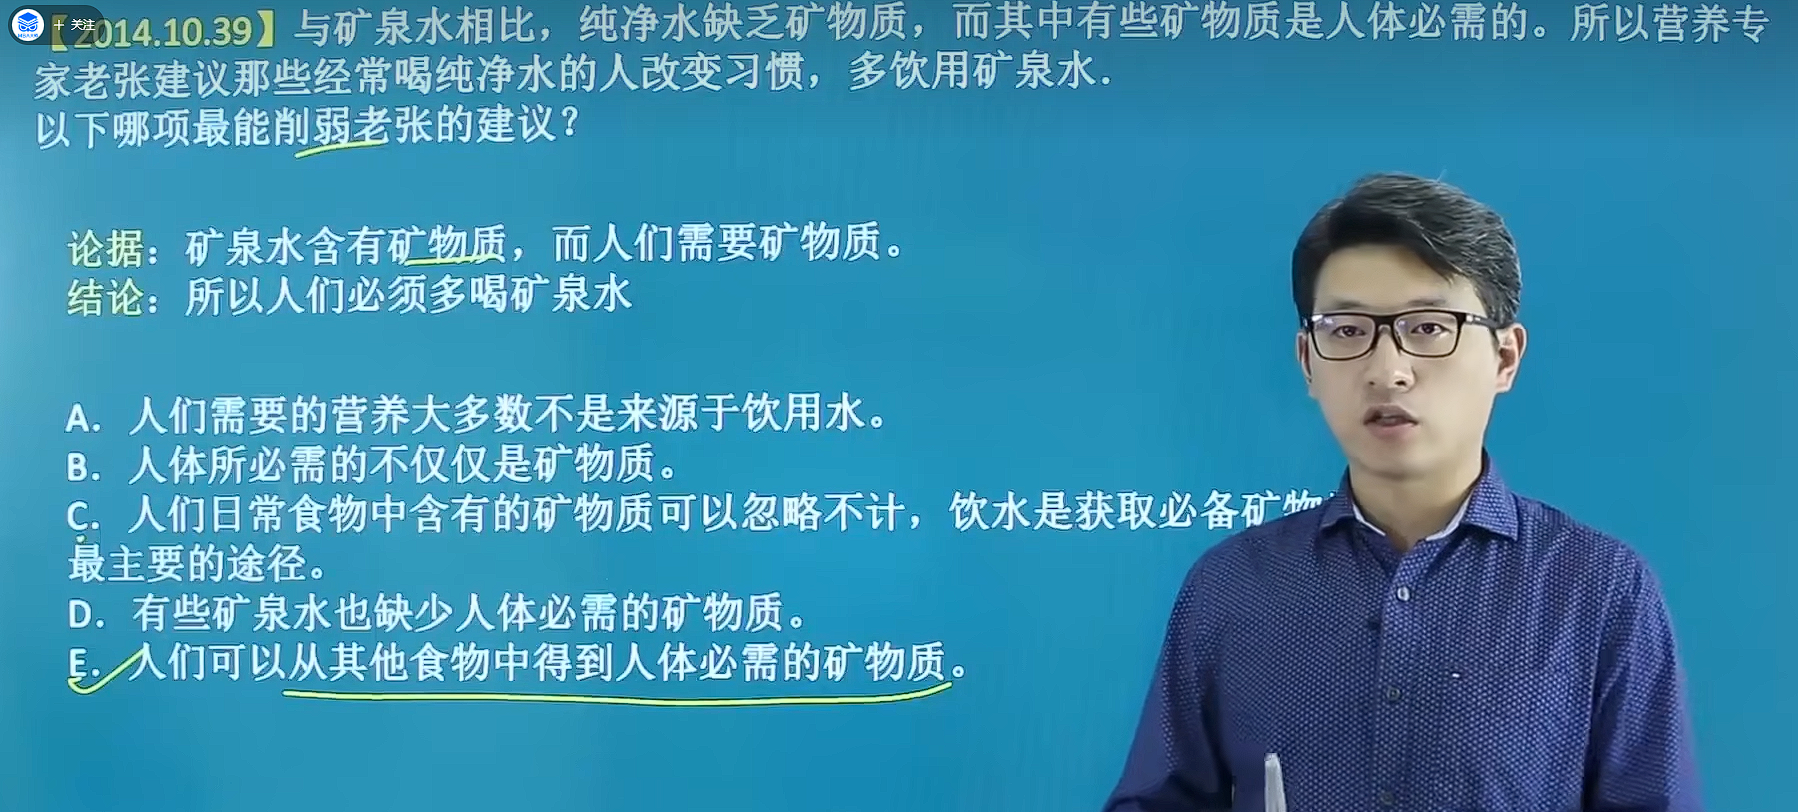 + 关注
【2014.10.39】与矿泉水相比，纯净水缺乏矿物质，而其中有些矿物质是人体必需的。所以营养专
家老张建议那些经常喝纯净水的人改变习惯，多饮用矿泉水.
以下哪项最能削弱老张的建议？
论据：矿泉水含有矿物质，而人们需要矿物质。
结论：所以人们必须多喝矿泉水
A．人们需要的营养大多数不是来源于饮用水。
B．人体所必需的不仅仅是矿物质。
C．人们日常食物中含有的矿物质可以忽略不计，饮水是获取必备矿物
最主要的途径。
D．有些矿泉水也缺少人体必需的矿物质。
E．人们可以从其他食物中得到人体必需的矿物质。